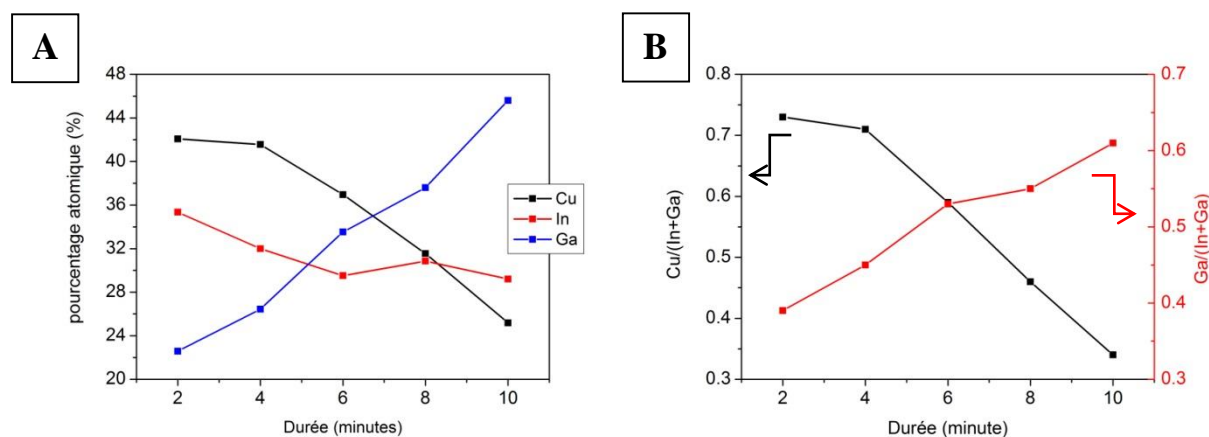 A
pourcentage atomique (%)
48
44
40
36
32
28
24
20
2 4 6 8 10
Durée (minutes)
Cu
In
Ga
B
Cu/(In+Ga)
0.8
0.7
0.6
0.5
0.4
0.3
2 4 6 8 10
Durée (minute)
0.7
0.6
0.5
0.4
0.3
Ga/(In+Ga)